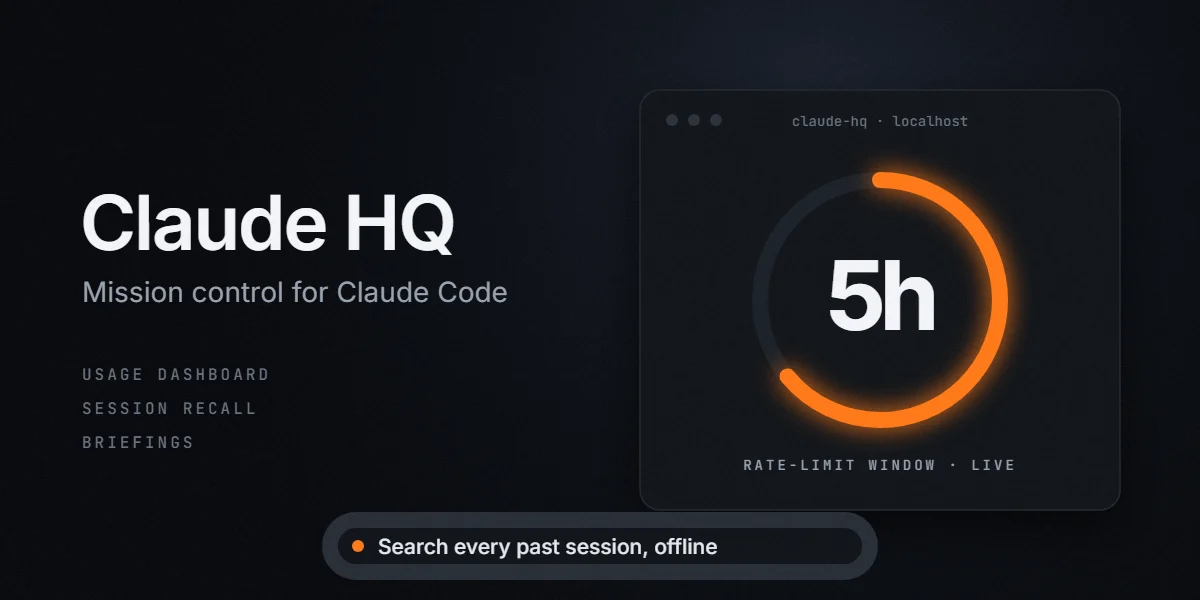 Claude HQ
Mission control for Claude Code
USAGE DASHBOARD
SESSION RECALL
BRIEFINGS
claude-hq · localhost
5h
RATE-LIMIT WINDOW · LIVE
Search every past session, offline